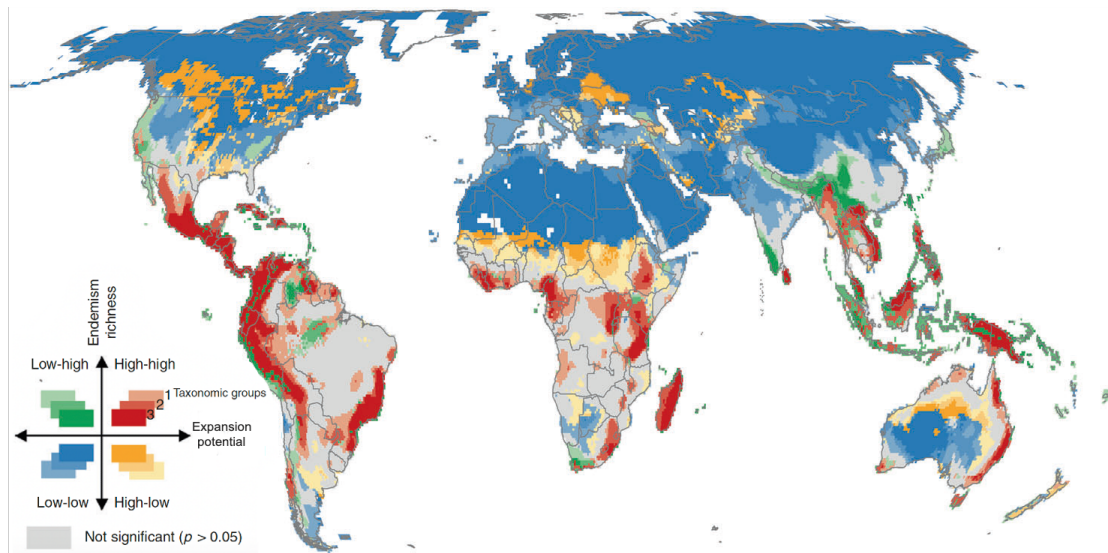 Endemism
richness
Low-high
High-high
1 Taxonomic groups
2
3
Expansion
potential
Low-low
High-low
Not significant (p > 0.05)